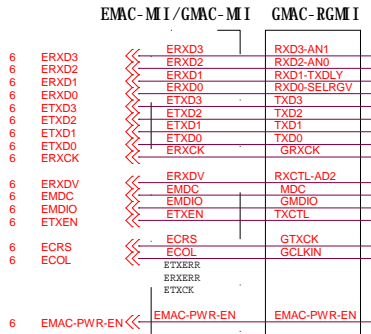 EMAC-MII/GMAC-MII GMAC-RGMII
6 ERXD3 ERXD3 RXD3-AN1
6 ERXD2 ERXD2 RXD2-AN0
6 ERXD1 ERXD1 RXD1-TXDLY
6 ERXD0 ERXD0 RXD0-SELRGV
6 ETXD3 ETXD3 TXD3
6 ETXD2 ETXD2 TXD2
6 ETXD1 ETXD1 TXD1
6 ETXD0 ETXD0 TXD0
6 ERXCK ERXCK GRXCK
6 ERXDV ERXDV RXCTL-AD2
6 EMDC EMDC MDC
6 EMDIO EMDIO GMDIO
6 ETXEN ETXEN TXCTL
6 ECRS ECRS GTXCK
6 ECOL ECOL GCLKIN
ETXERR
ERXERR
ETXCK
6 EMAC-PWR-EN EMAC-PWR-EN EMAC-PWR-EN